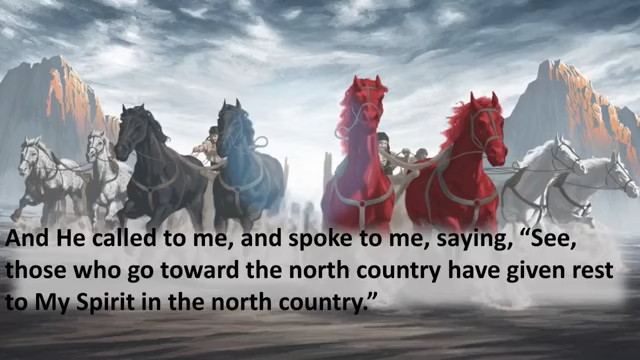 And He called to me, and spoke to me, saying, “See,
those who go toward the north country have given rest
to My Spirit in the north country.”